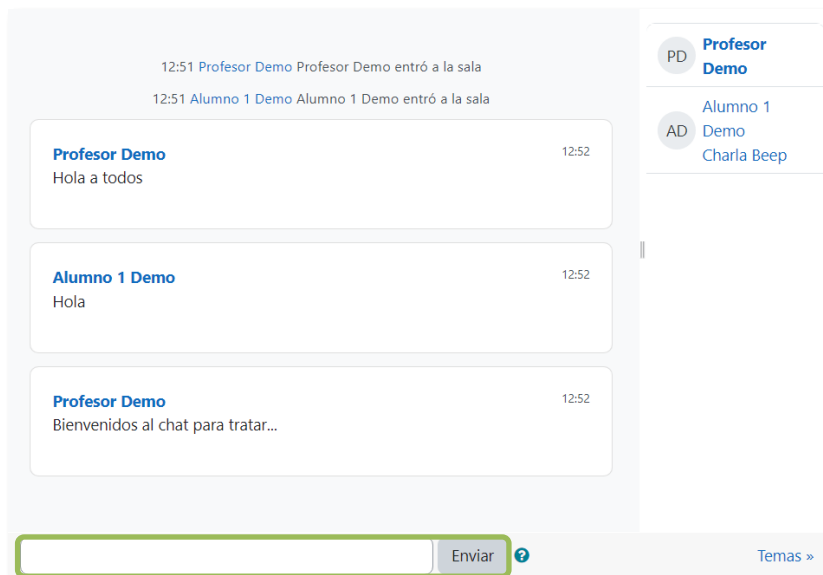 12:51 Profesor Demo Profesor Demo entró a la sala
12:51 Alumno 1 Demo Alumno 1 Demo entró a la sala
Profesor Demo 12:52
Hola a todos
Alumno 1 Demo 12:52
Hola
Profesor Demo 12:52
Bienvenidos al chat para tratar...
Enviar ?
Temas »
PD
Profesor
Demo
AD
Alumno 1
Demo
Charla Beep